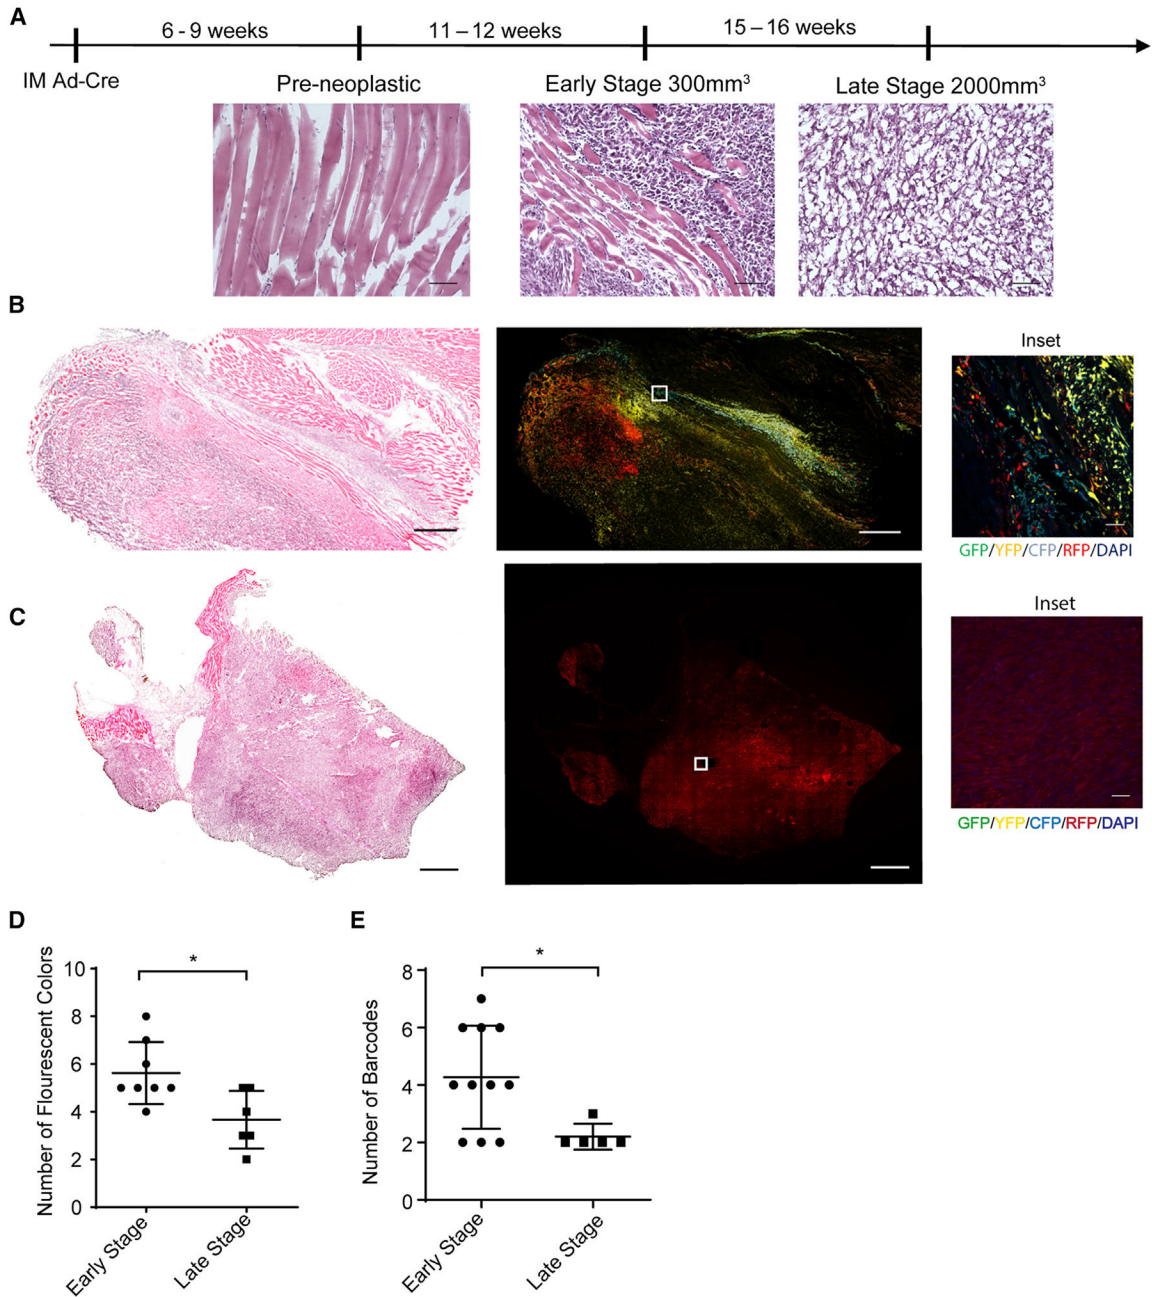 A
6 - 9 weeks
11 – 12 weeks
15 – 16 weeks
IM Ad-Cre
Pre-neoplastic
Early Stage 300mm³
Late Stage 2000mm³
B
Inset
GFP/YFP/CFP/RFP/DAPI
C
Inset
GFP/YFP/CFP/RFP/DAPI
D
Number of Flourescent Colors
10
8
6
4
2
0
*
Early Stage
Late Stage
E
Number of Barcodes
8
6
4
2
0
*
Early Stage
Late Stage